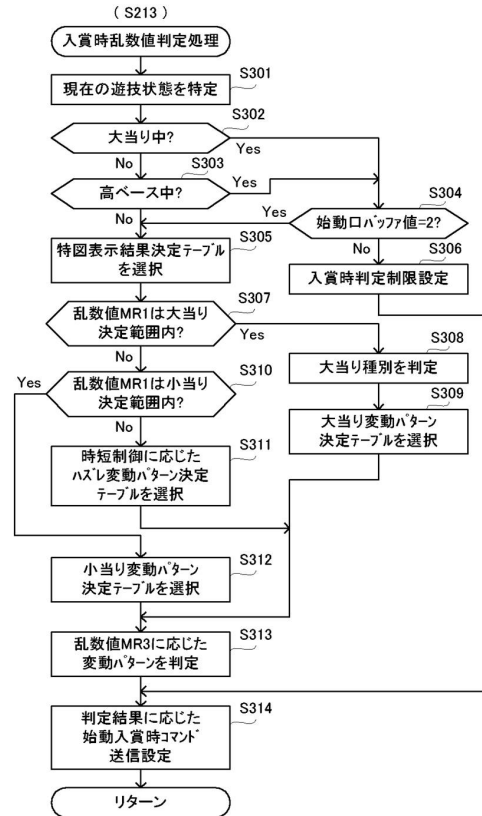 ( S213 )
入賞時乱数値判定処理
S301
現在の遊技状態を特定
S302
大当り中?
Yes
No
S303
高ベース中?
Yes
No
S304
始動口バッファ値=2?
Yes
No
S305
特図表示結果決定テーブル
を選択
S306
入賞時判定制限設定
S307
乱数値MR1は大当り
決定範囲内?
Yes
No
S308
大当り種別を判定
S309
大当り変動パターン
決定テーブルを選択
S310
乱数値MR1は小当り
決定範囲内?
Yes
No
S311
時短制御に応じた
ハズレ変動パターン決定
テーブルを選択
S312
小当り変動パターン
決定テーブルを選択
S313
乱数値MR3に応じた
変動パターンを判定
S314
判定結果に応じた
始動入賞時コマンド
送信設定
リターン